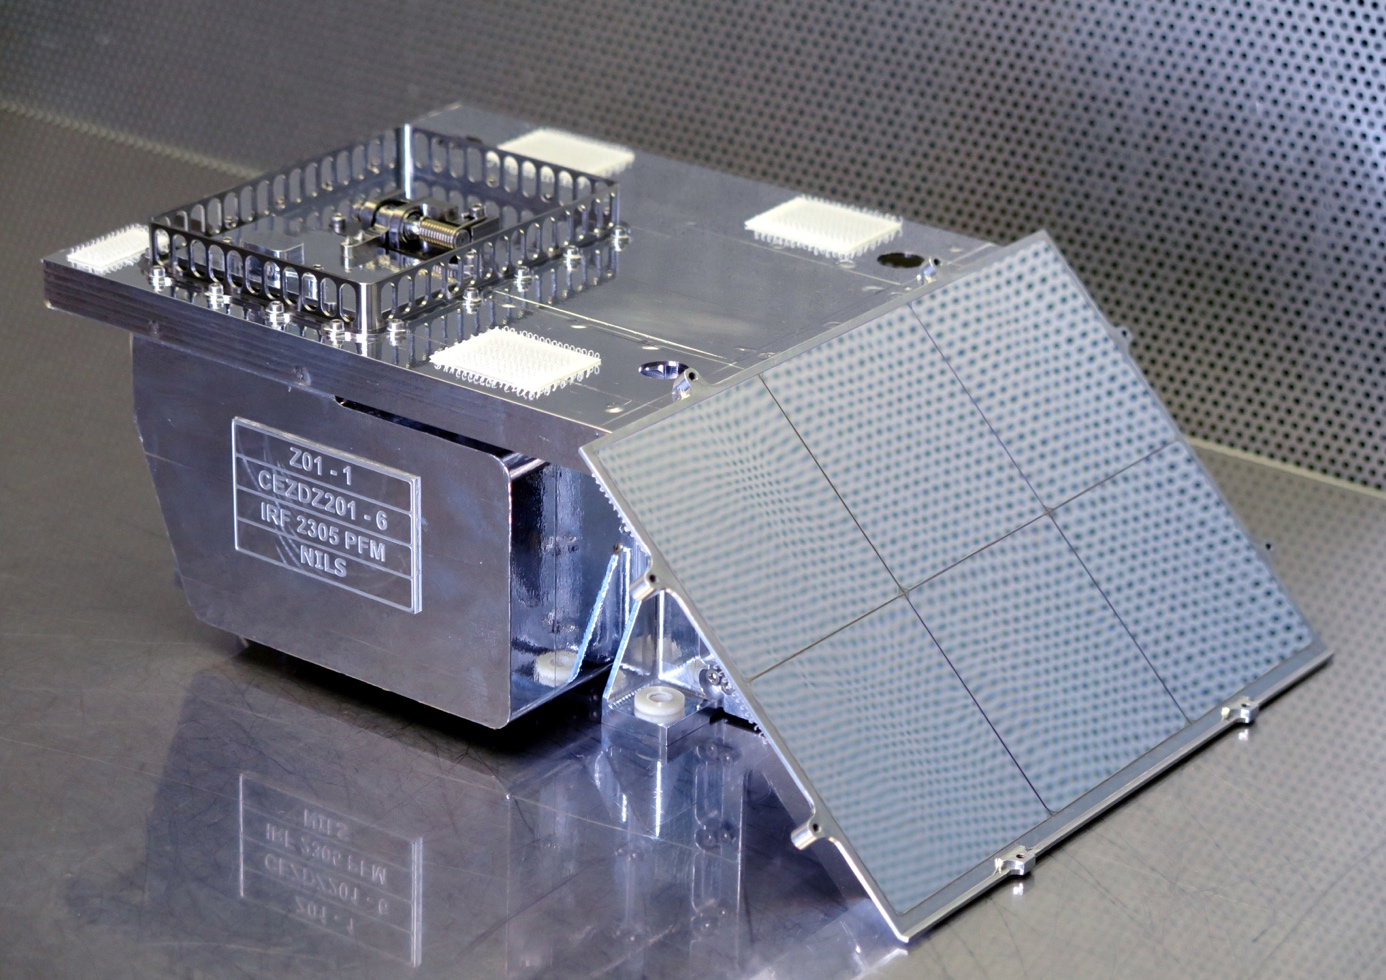 Z01 - 1
CEZDZ201 - 6
IRF 2305 PFM
NILS